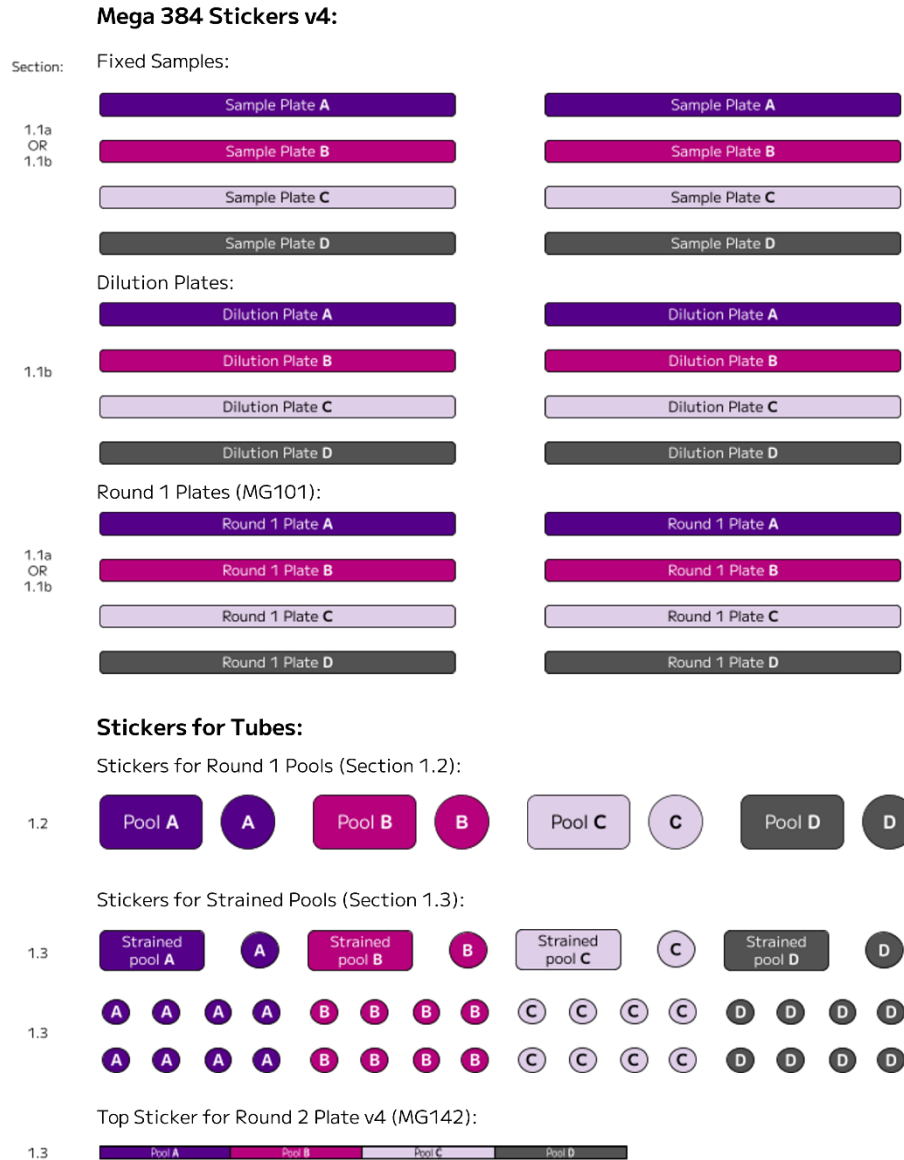 Mega 384 Stickers v4:
Section:
Fixed Samples:
1.1a
OR
1.1b
Sample Plate A Sample Plate A
Sample Plate B Sample Plate B
Sample Plate C Sample Plate C
Sample Plate D Sample Plate D
Dilution Plates:
1.1b
Dilution Plate A Dilution Plate A
Dilution Plate B Dilution Plate B
Dilution Plate C Dilution Plate C
Dilution Plate D Dilution Plate D
Round 1 Plates (MG101):
1.1a
OR
1.1b
Round 1 Plate A Round 1 Plate A
Round 1 Plate B Round 1 Plate B
Round 1 Plate C Round 1 Plate C
Round 1 Plate D Round 1 Plate D
Stickers for Tubes:
Stickers for Round 1 Pools (Section 1.2):
1.2 Pool A A Pool B B Pool C C Pool D D
Stickers for Strained Pools (Section 1.3):
1.3
Strained
pool A
A
Strained
pool B
B
Strained
pool C
C
Strained
pool D
D
1.3
A A A A B B B B C C C C D D D D
A A A A B B B B C C C C D D D D
Top Sticker for Round 2 Plate v4 (MG142):
1.3 Pool A Pool B Pool C Pool D